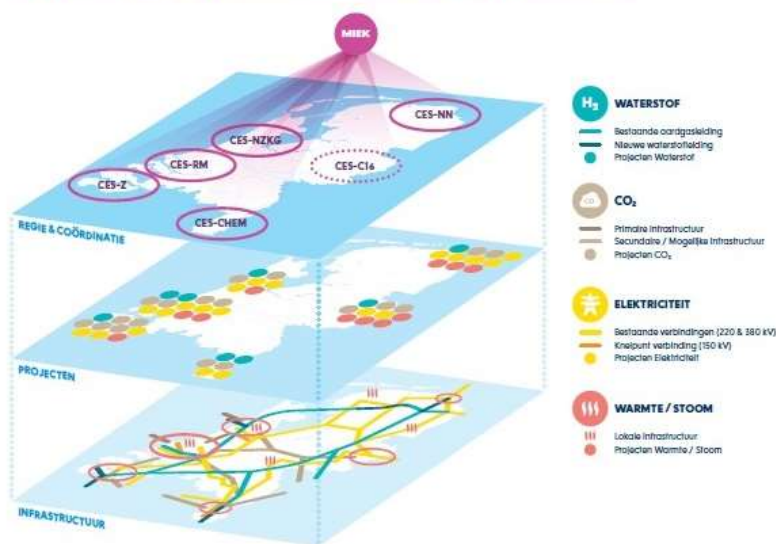 MIEK
CES-NN
CES-NZKG
CES-RM
CES-C16
CES-Z
CES-CHEM
REGIE & COÖRDINATIE
PROJECTEN
INFRASTRUCTUUR
H₂ WATERSTOF
Bestaande aardgasleiding
Nieuwe waterstofleiding
Projecten Waterstof
CO₂
Primaire Infrastructuur
Secundaire / Mogelijke Infrastructuur
Projecten CO₂
ELEKTRICITEIT
Bestaande verbindingen (220 & 380 kV)
Knelpunt verbinding (150 kV)
Projecten Elektriciteit
WARMTE / STOOM
Lokale Infrastructuur
Projecten Warmte / Stoom